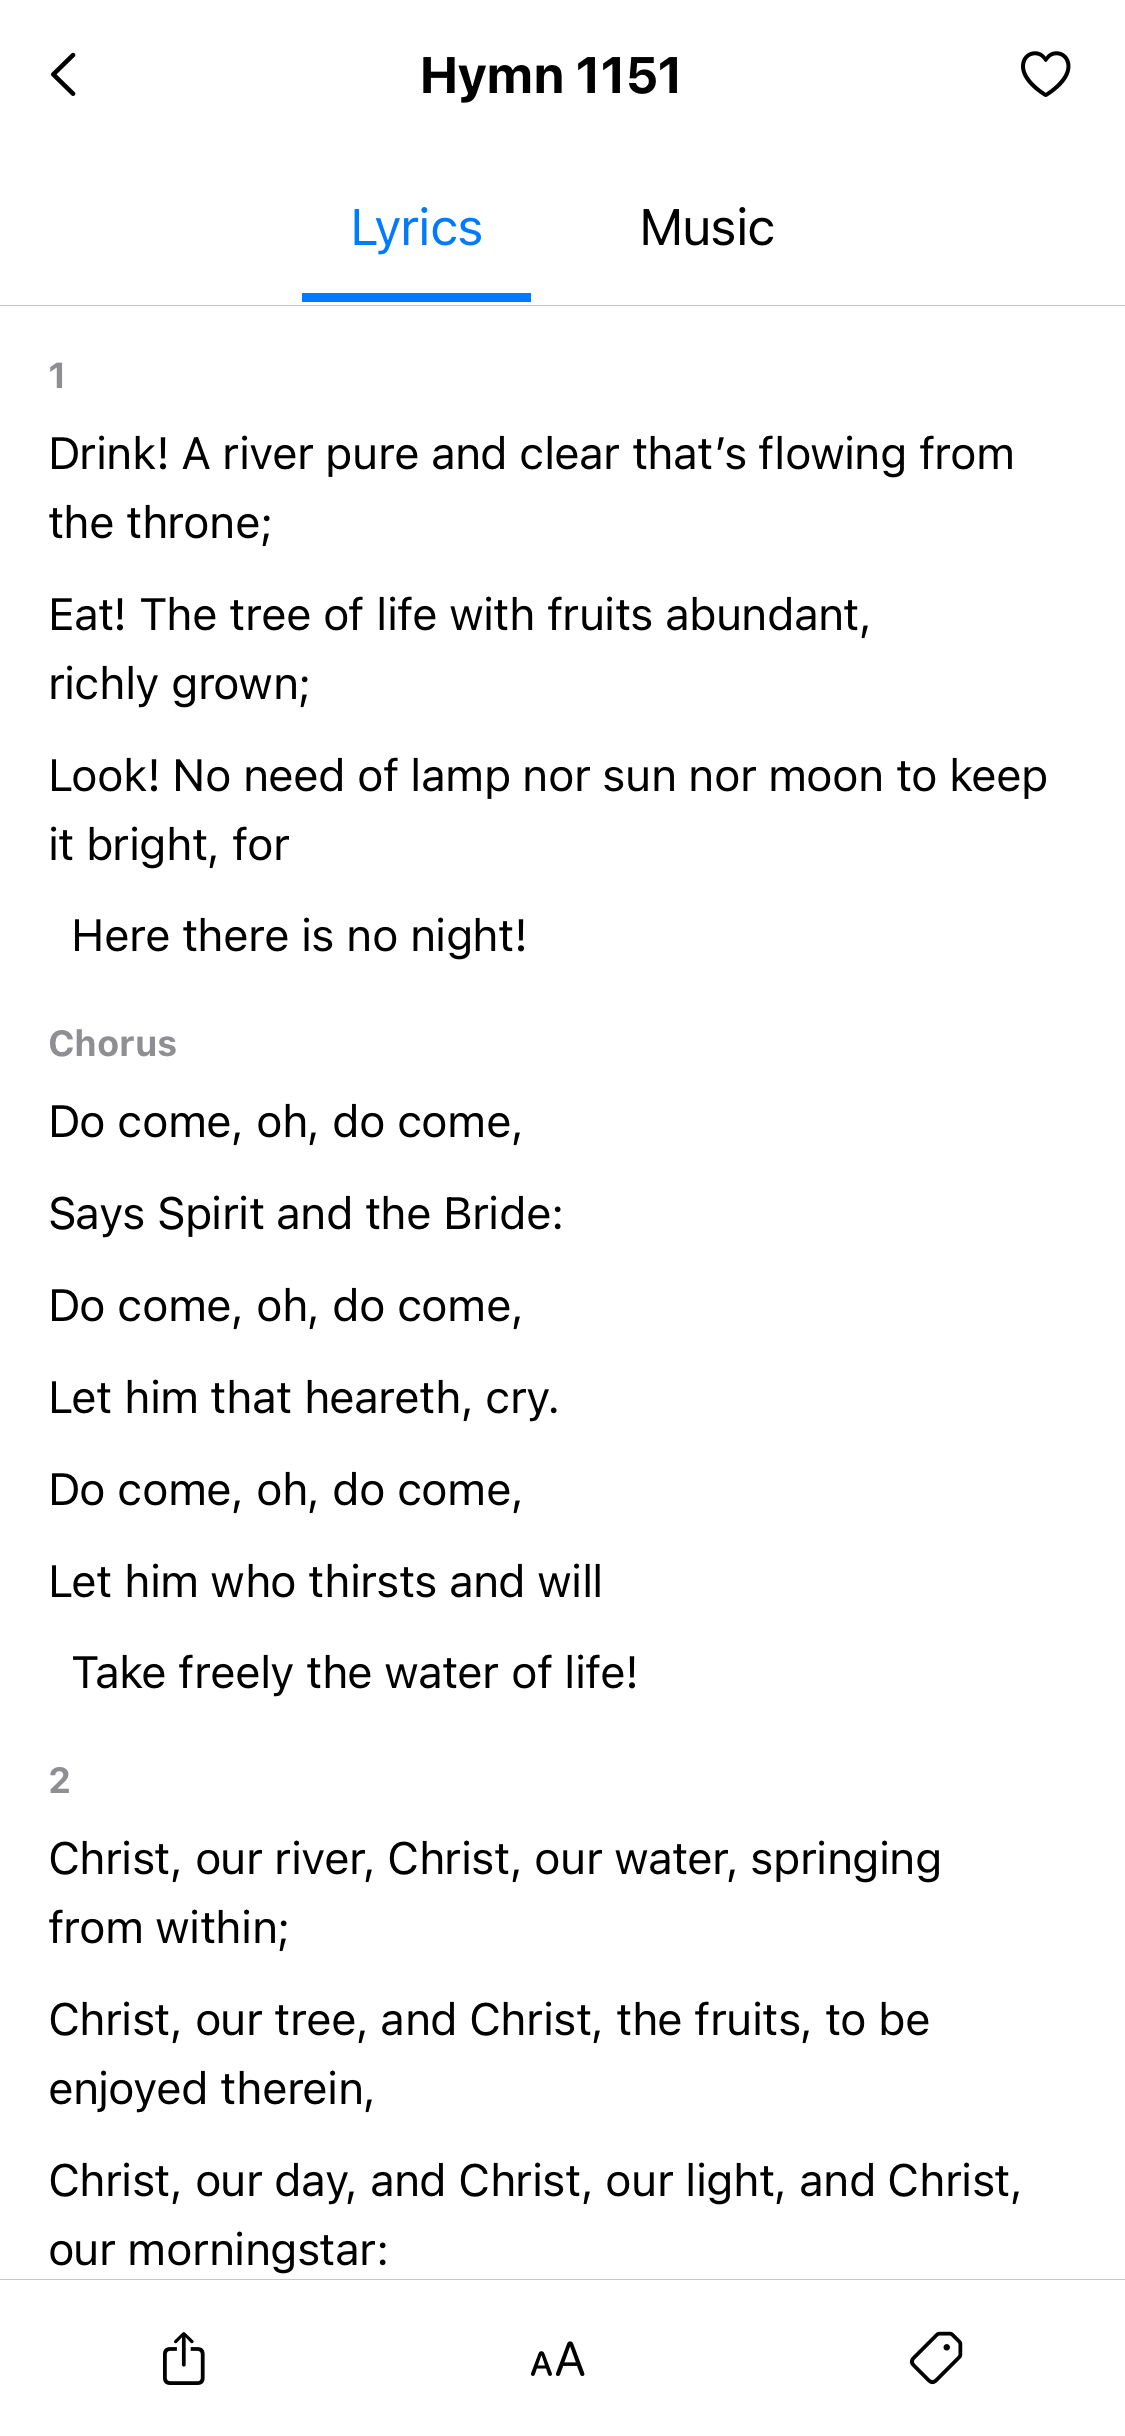 Hymn 1151
Lyrics
Music
1
Drink! A river pure and clear that’s flowing from
the throne;
Eat! The tree of life with fruits abundant,
richly grown;
Look! No need of lamp nor sun nor moon to keep
it bright, for
Here there is no night!
Chorus
Do come, oh, do come,
Says Spirit and the Bride:
Do come, oh, do come,
Let him that heareth, cry.
Do come, oh, do come,
Let him who thirsts and will
Take freely the water of life!
2
Christ, our river, Christ, our water, springing
from within;
Christ, our tree, and Christ, the fruits, to be
enjoyed therein,
Christ, our day, and Christ, our light, and Christ,
our morningstar:
AA